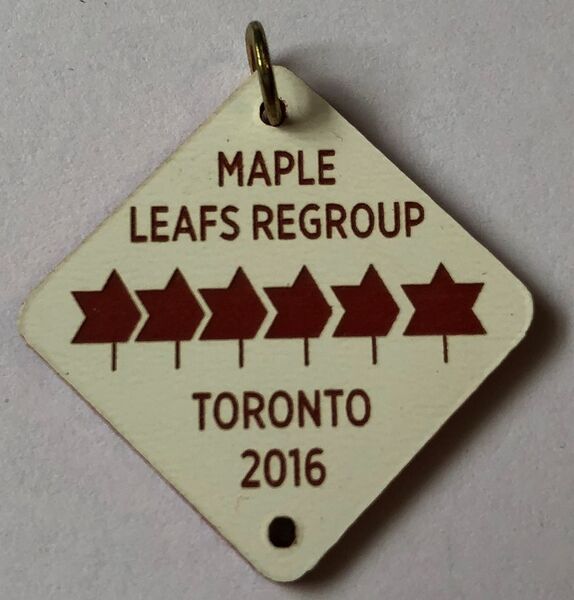 MAPLE
LEAFS REGROUP
TORONTO
2016